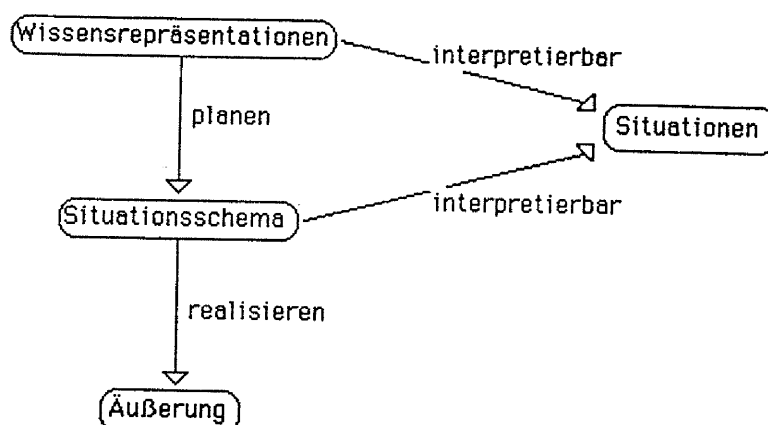 Wissensrepräsentationen
interpretierbar
planen
Situationen
Situationsschema
interpretierbar
realisieren
Äußerung